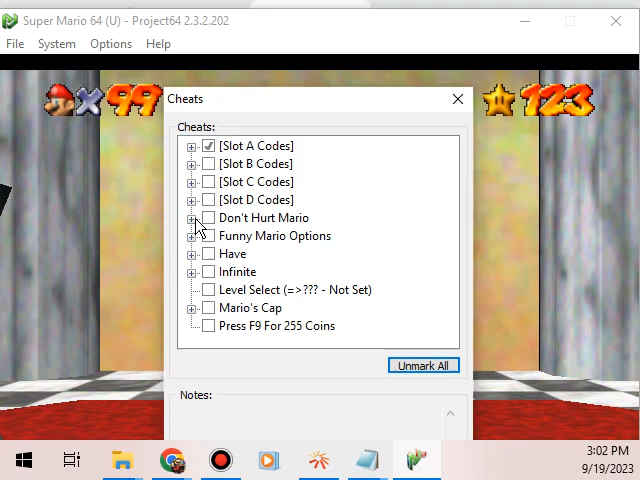 Super Mario 64 (U) - Project64 2.3.2.202
File System Options Help
99
123
Cheats
Cheats:
[Slot A Codes]
[Slot B Codes]
[Slot C Codes]
[Slot D Codes]
Don't Hurt Mario
Funny Mario Options
Have
Infinite
Level Select (=>??? - Not Set)
Mario's Cap
Press F9 For 255 Coins
Unmark All
Notes:
3:02 PM
9/19/2023